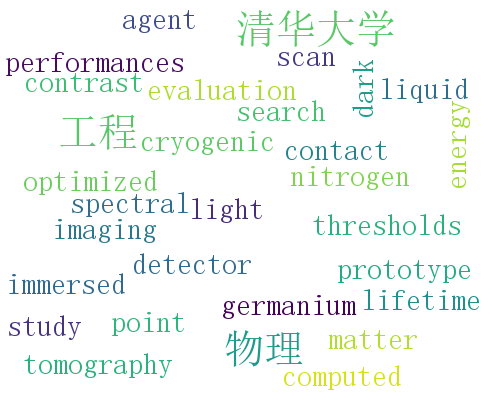 agent 清华大学
performances scan
contrast evaluation dark liquid
search energy
工程 cryogenic contact
optimized nitrogen
spectral light
imaging thresholds
detector prototype
immersed germanium lifetime
study point 物理 matter
tomography computed